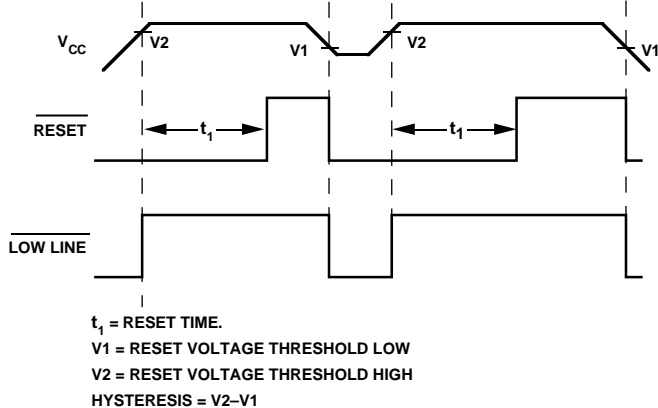 V2 V1 V2 V1
VCC
RESET
t1 t1
LOW LINE
t1 = RESET TIME.
V1 = RESET VOLTAGE THRESHOLD LOW
V2 = RESET VOLTAGE THRESHOLD HIGH
HYSTERESIS = V2–V1